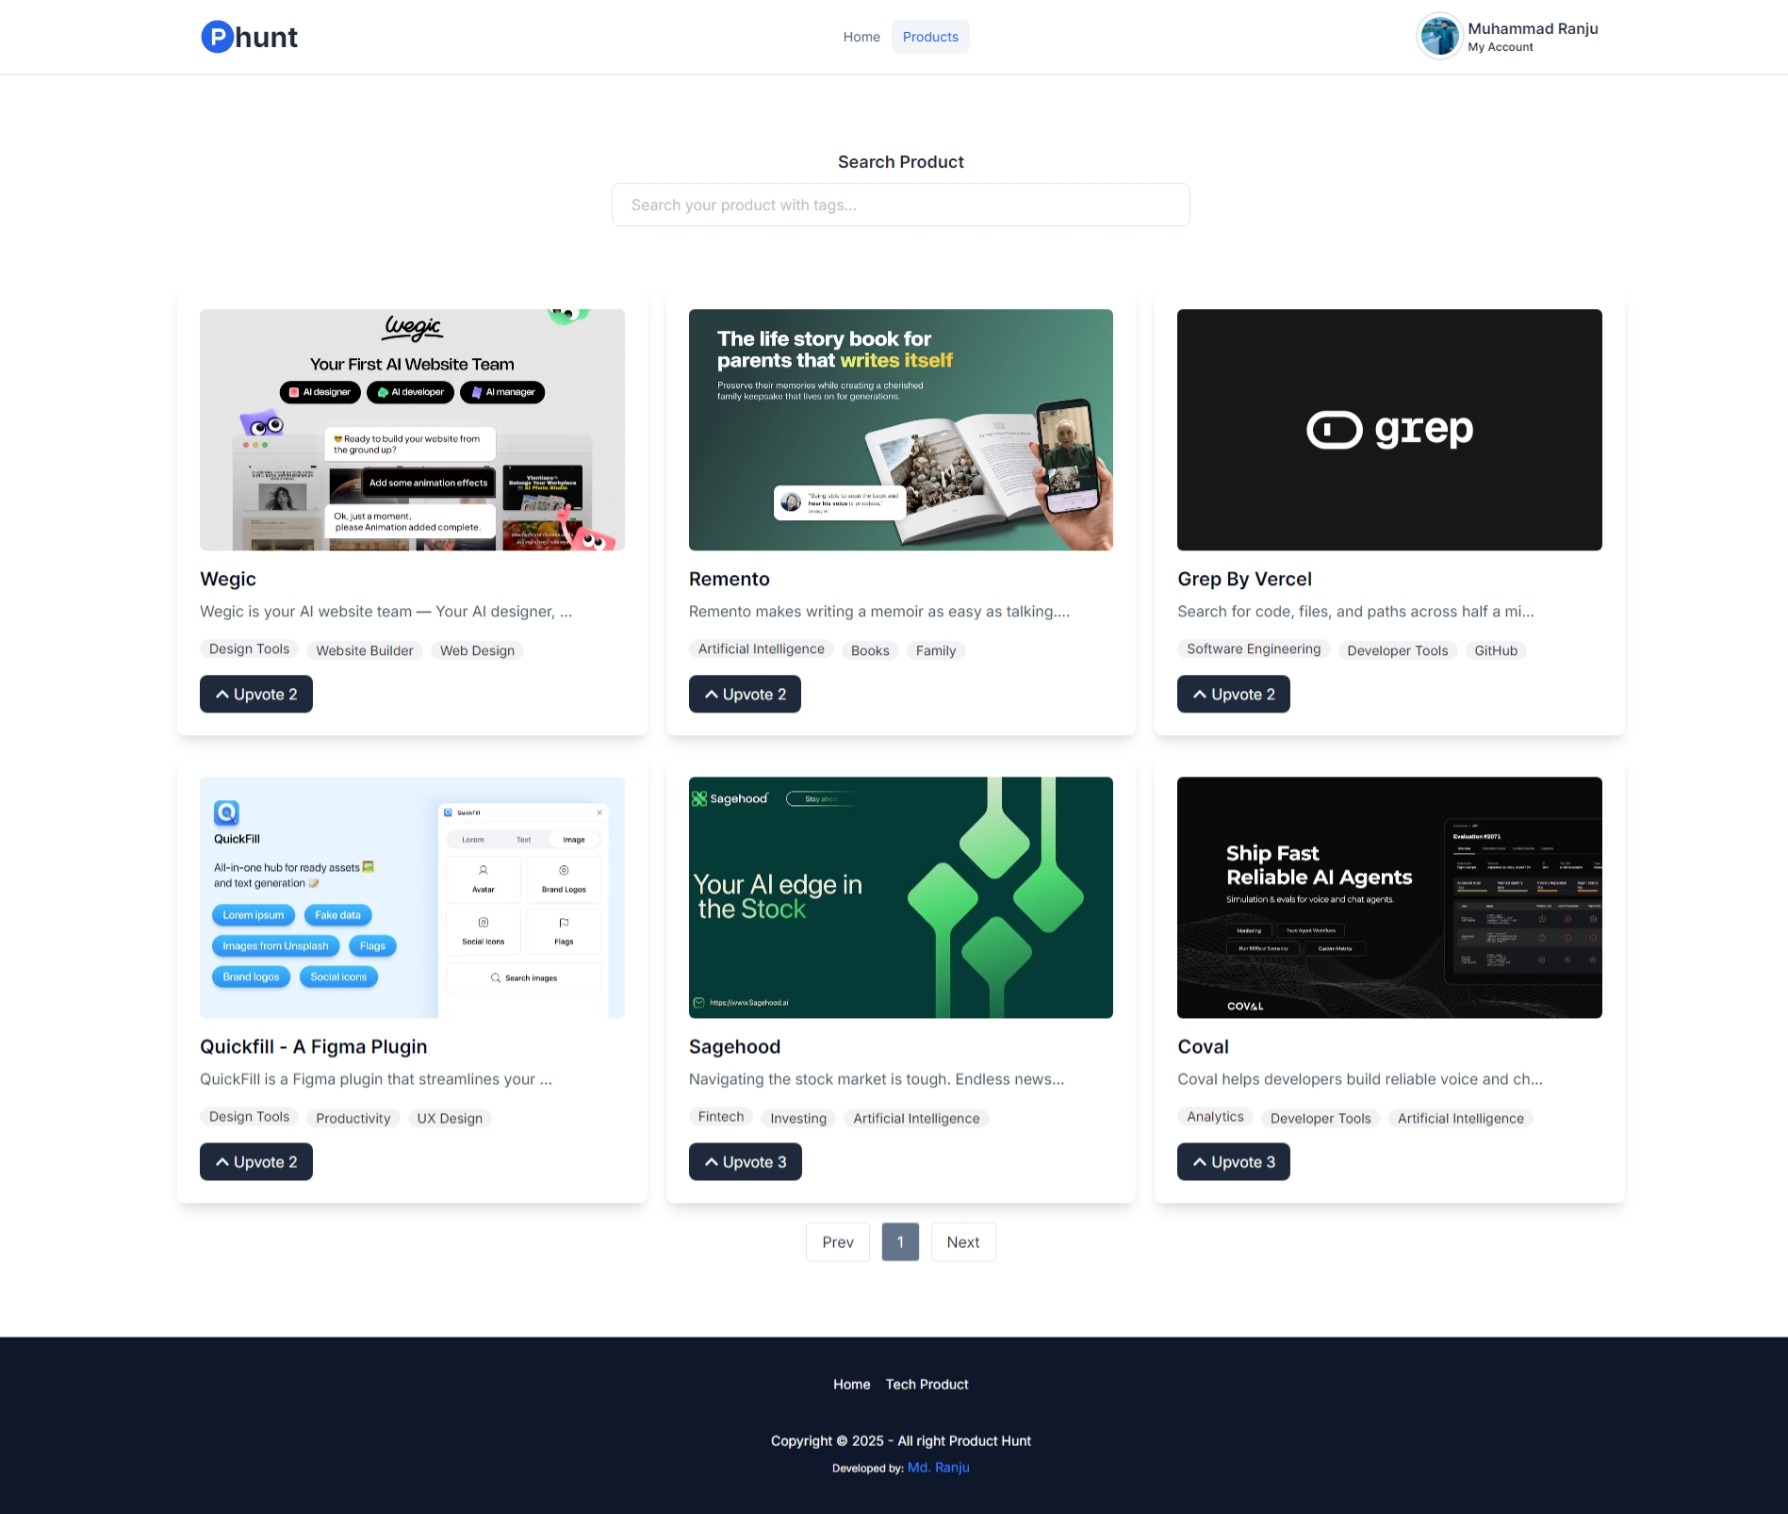 Phunt
Home
Products
Muhammad Ranju
My Account
Search Product
Search your product with tags...
Wegic
Your First AI Website Team
AI designer
AI developer
AI manager
Ready to build your website from
the ground up?
Add some animation effects
Ok, just a moment,
please Animation added complete.
Wegic
Wegic is your AI website team — Your AI designer, ...
Design Tools
Website Builder
Web Design
Upvote 2
The life story book for
parents that writes itself
Preserve their memories while creating a cherished
family keepsake that lives on for generations.
Remento
Remento makes writing a memoir as easy as talking....
Artificial Intelligence
Books
Family
Upvote 2
grep
Grep By Vercel
Search for code, files, and paths across half a mi...
Software Engineering
Developer Tools
GitHub
Upvote 2
QuickFill
All-in-one hub for ready assets
and text generation
Lorem ipsum
Fake data
Images from Unsplash
Flags
Brand logos
Social icons
QuickFill
Lorem
Text
Image
Avatar
Brand Logos
Social Icons
Flags
Search images
Quickfill - A Figma Plugin
QuickFill is a Figma plugin that streamlines your ...
Design Tools
Productivity
UX Design
Upvote 2
Sagehood
Stay
Your AI edge in
the Stock
https://www.Sagehood.ai
Sagehood
Navigating the stock market is tough. Endless news...
Fintech
Investing
Artificial Intelligence
Upvote 3
Ship Fast
Reliable AI Agents
Simulation & evals for voice and chat agents.
Monitoring
Trace Agent Workflows
Custom Metrics
Evaluation #2071
COVAL
Coval
Coval helps developers build reliable voice and ch...
Analytics
Developer Tools
Artificial Intelligence
Upvote 3
Prev
1
Next
Home
Tech Product
Copyright © 2025 - All right Product Hunt
Developed by: Md. Ranju